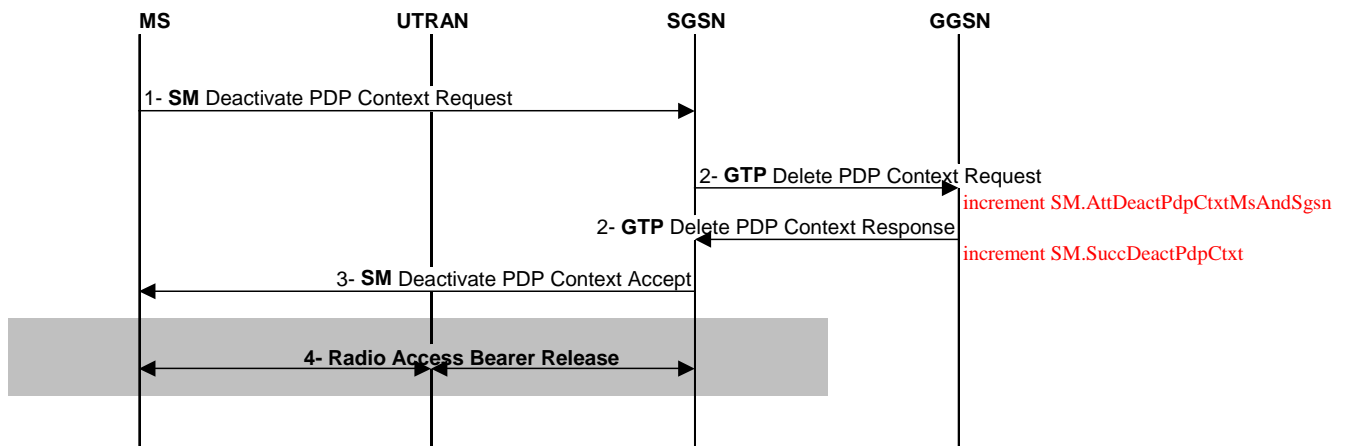 MS UTRAN SGSN GGSN
1- SM Deactivate PDP Context Request
2- GTP Delete PDP Context Request
increment SM.AttDeactPdpCtxtMsAndSgsn
2- GTP Delete PDP Context Response
increment SM.SuccDeactPdpCtxt
3- SM Deactivate PDP Context Accept
4- Radio Access Bearer Release